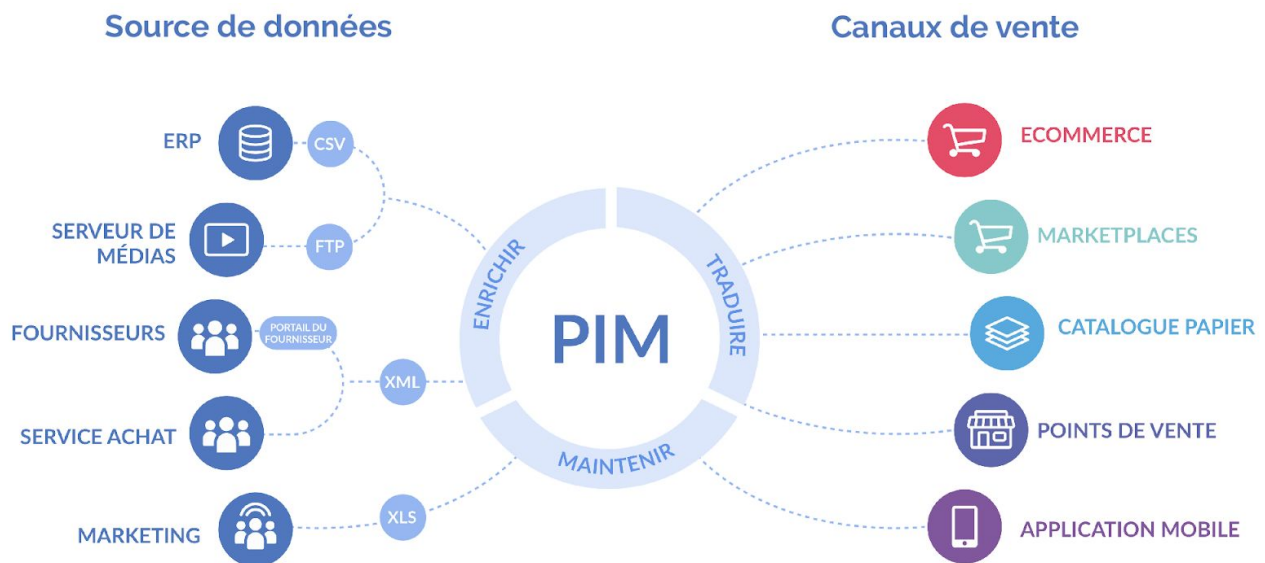 Source de données
Canaux de vente
ERP
CSV
SERVEUR DE
MÉDIAS
FTP
FOURNISSEURS
PORTAIL DU
FOURNISSEUR
XML
SERVICE ACHAT
MARKETING
XLS
ENRICHIR
TRADUIRE
PIM
MAINTENIR
ECOMMERCE
MARKETPLACES
CATALOGUE PAPIER
POINTS DE VENTE
APPLICATION MOBILE